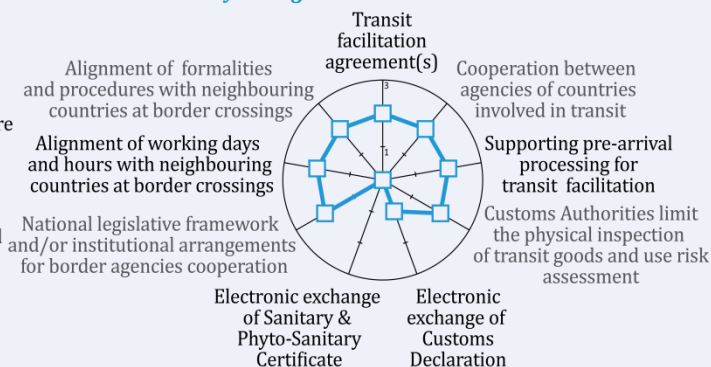 Transit
facilitation
agreement(s)
3
1
Alignment of formalities
and procedures with neighbouring
countries at border crossings
Cooperation between
agencies of countries
involved in transit
Alignment of working days
and hours with neighbouring
countries at border crossings
Supporting pre-arrival
processing for
transit facilitation
National legislative framework
and/or institutional arrangements
for border agencies cooperation
Customs Authorities limit
the physical inspection
of transit goods and use risk
assessment
Electronic exchange
of Sanitary &
Phyto-Sanitary
Certificate
Electronic
exchange of
Customs
Declaration